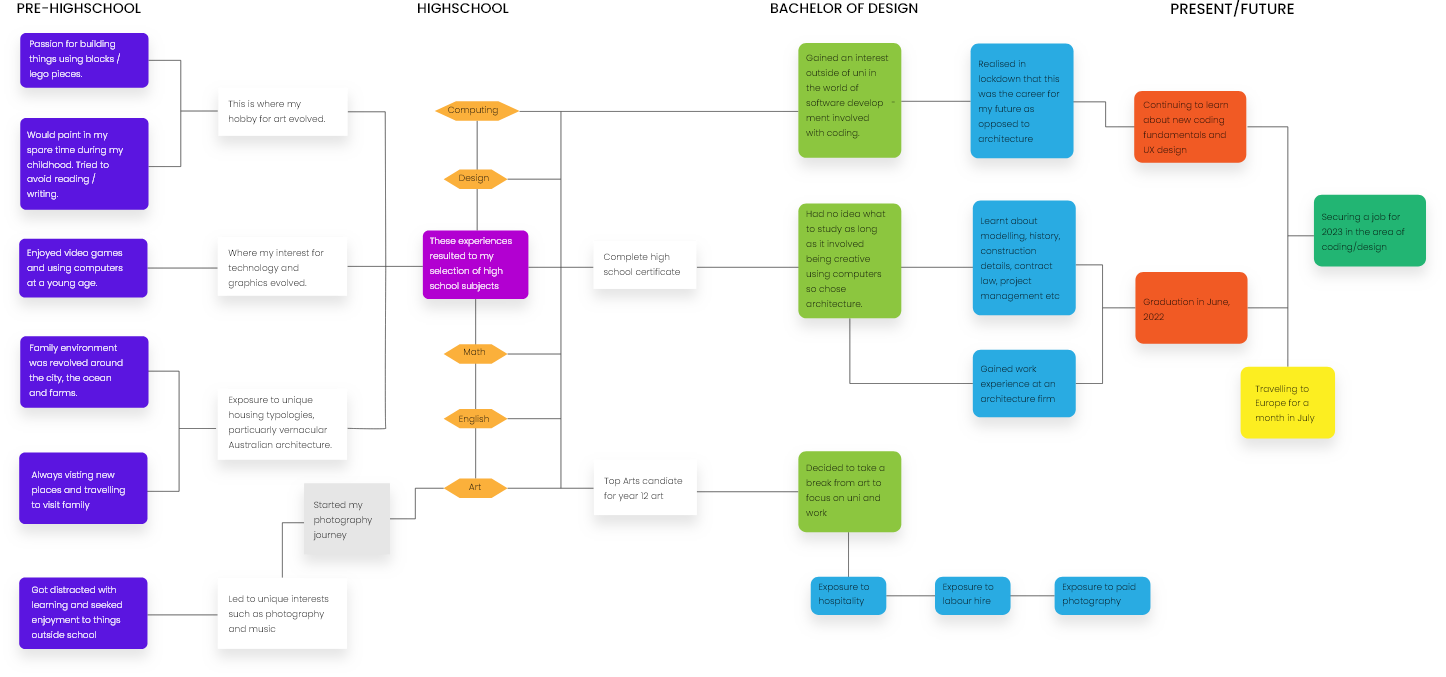 PRE-HIGHSCHOOL
HIGHSCHOOL
BACHELOR OF DESIGN
PRESENT/FUTURE
Passion for building
things using blocks /
lego pieces.
Would paint in my
spare time during my
childhood. Tried to
avoid reading /
writing.
This is where my
hobby for art evolved.
Enjoyed video games
and using computers
at a young age.
Where my interest for
technology and
graphics evolved.
Family environment
was revolved around
the city, the ocean
and farms.
Always visting new
places and travelling
to visit family
Exposure to unique
housing typologies,
particuarly vernacular
Australian architecture.
Got distracted with
learning and seeked
enjoyment to things
outside school
Led to unique interests
such as photography
and music
Started my
photography
journey
Computing
Design
These experiences
resulted to my
selection of high
school subjects
Math
English
Art
Complete high
school certificate
Top Arts candiate
for year 12 art
Gained an interest
outside of uni in
the world of
software develop -
ment involved
with coding.
Had no idea what
to study as long
as it involved
being creative
using computers
so chose
architecture.
Decided to take a
break from art to
focus on uni and
work
Realised in
lockdown that this
was the career for
my future as
opposed to
architecture
Learnt about
modelling, history,
construction
details, contract
law, project
management etc
Gained work
experience at an
architecture firm
Exposure to
hospitality
Exposure to
labour hire
Exposure to paid
photography
Continuing to learn
about new coding
fundamentals and
UX design
Graduation in June,
2022
Securing a job for
2023 in the area of
coding/design
Travelling to
Europe for a
month in July